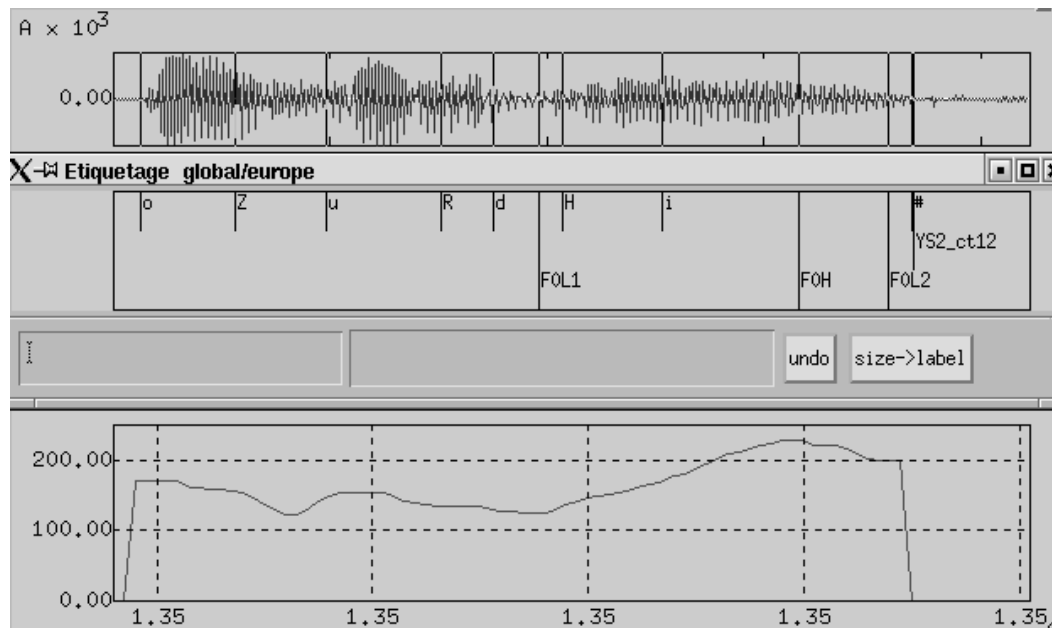 A × 10³
0.00
Etiquetage global/europe
o Z u R d H i #
YS2_ct12
F0L1 F0H F0L2
undo size->label
200.00
100.00
0.00
1.35 1.35 1.35 1.35 1.35